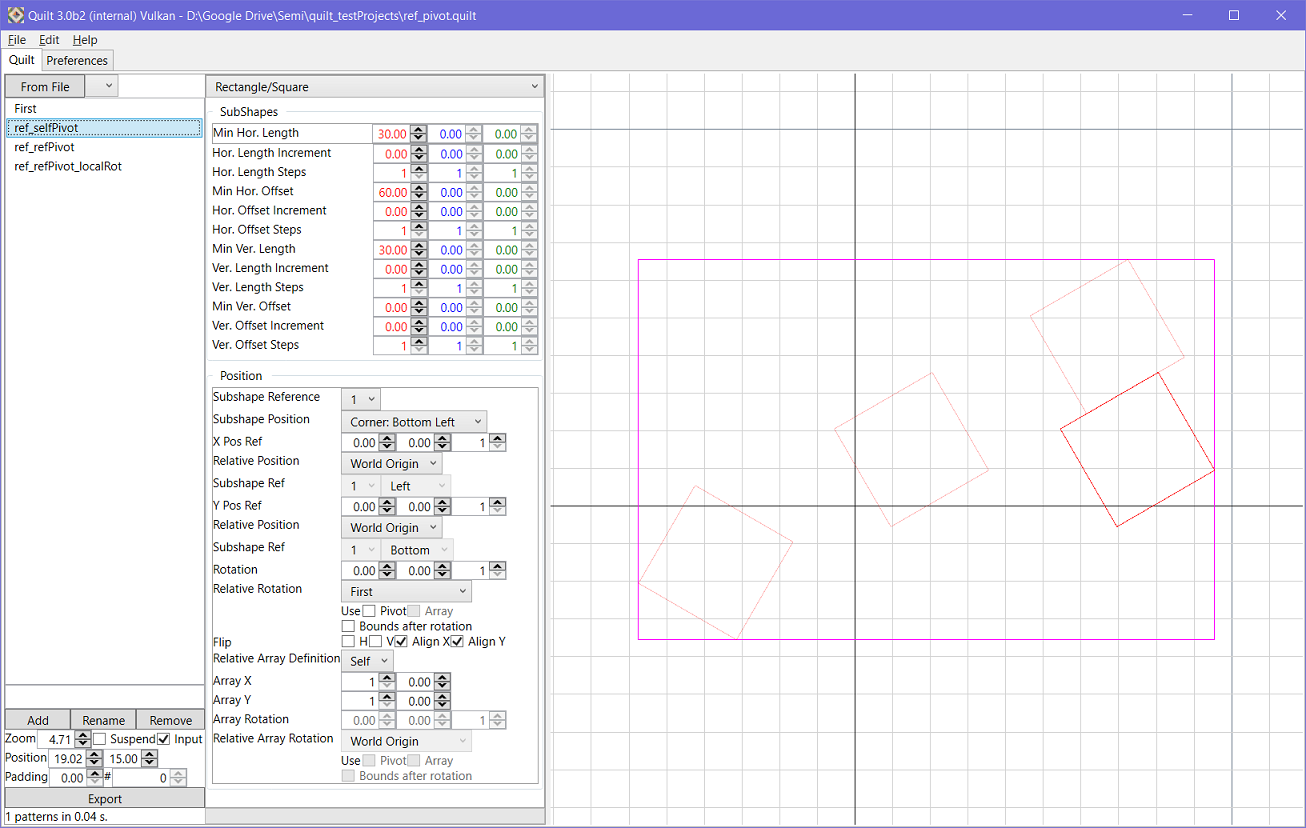 Quilt 3.0b2 (internal) Vulkan - D:\Google Drive\Semi\quilt_testProjects\ref_pivot.quilt
File Edit Help
Quilt Preferences
From File
First
ref_selfPivot
ref_refPivot
ref_refPivot_localRot
Add Rename Remove
Zoom 4.71 Suspend Input
Position 19.02 15.00
Padding 0.00 # 0
Export
1 patterns in 0.04 s.
Rectangle/Square
SubShapes
Min Hor. Length 30.00 0.00 0.00
Hor. Length Increment 0.00 0.00 0.00
Hor. Length Steps 1 1 1
Min Hor. Offset 60.00 0.00 0.00
Hor. Offset Increment 0.00 0.00 0.00
Hor. Offset Steps 1 1 1
Min Ver. Length 30.00 0.00 0.00
Ver. Length Increment 0.00 0.00 0.00
Ver. Length Steps 1 1 1
Min Ver. Offset 0.00 0.00 0.00
Ver. Offset Increment 0.00 0.00 0.00
Ver. Offset Steps 1 1 1
Position
Subshape Reference 1
Subshape Position Corner: Bottom Left
X Pos Ref 0.00 0.00 1
Relative Position World Origin
Subshape Ref 1 Left
Y Pos Ref 0.00 0.00 1
Relative Position World Origin
Subshape Ref 1 Bottom
Rotation 0.00 0.00 1
Relative Rotation First
Use Pivot Array
Bounds after rotation
Flip H V Align X Align Y
Relative Array Definition Self
Array X 1 0.00
Array Y 1 0.00
Array Rotation 0.00 0.00 1
Relative Array Rotation World Origin
Use Pivot Array
Bounds after rotation